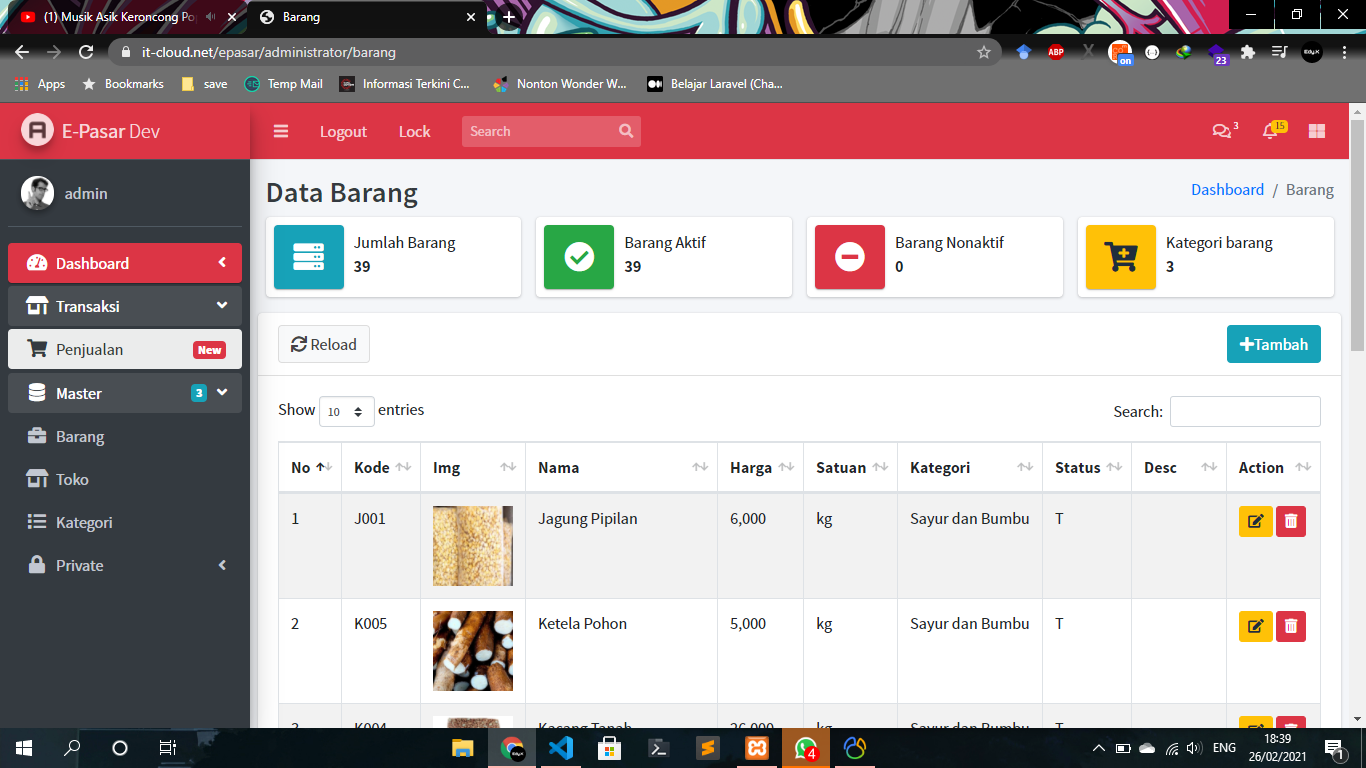 (1) Musik Asik Keroncong Po
Barang
it-cloud.net/epasar/administrator/barang
ABP
on
23
Apps
Bookmarks
save
Temp Mail
Informasi Terkini C...
Nonton Wonder W...
Belajar Laravel (Cha...
E-Pasar Dev
Logout
Lock
Search
3
15
admin
Data Barang
Dashboard / Barang
Jumlah Barang
39
Barang Aktif
39
Barang Nonaktif
0
Kategori barang
3
Dashboard
Transaksi
Penjualan New
Master 3
Barang
Toko
Kategori
Private
Reload
Tambah
Show 10 entries
Search:
No Kode Img Nama Harga Satuan Kategori Status Desc Action
1 J001 Jagung Pipilan 6,000 kg Sayur dan Bumbu T
2 K005 Ketela Pohon 5,000 kg Sayur dan Bumbu T
3 K004 Kacang Tanah 26,000 kg Sayur dan Bumbu T
4
ENG
18:39
26/02/2021
1